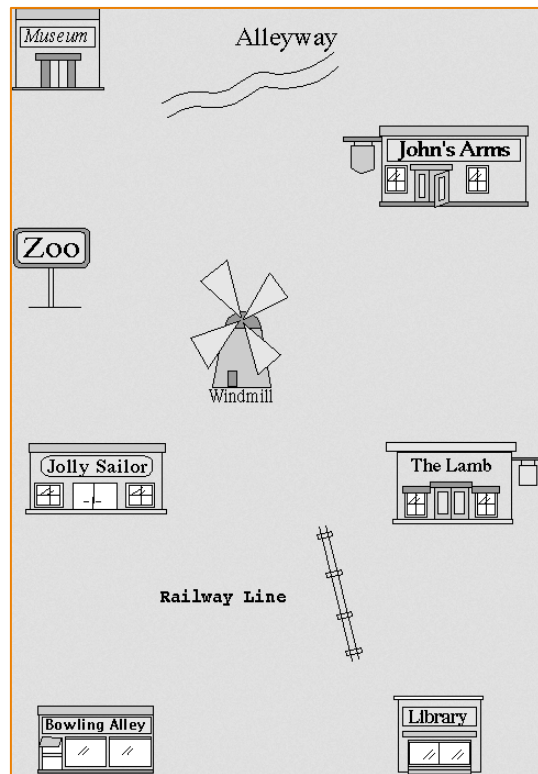 Museum
Alleyway
John's Arms
Zoo
Windmill
Jolly Sailor
The Lamb
Railway Line
Bowling Alley
Library